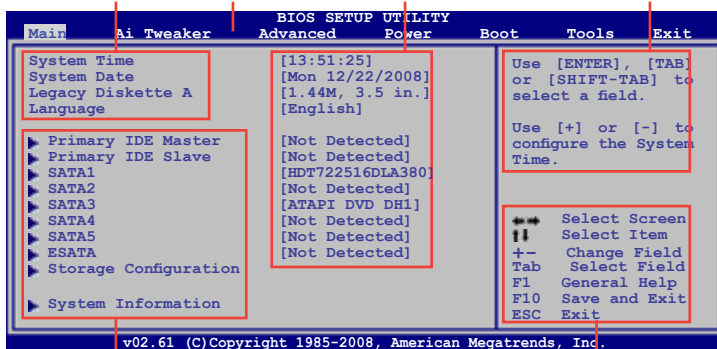 BIOS SETUP UTILITY
Main Ai Tweaker Advanced Power Boot Tools Exit
System Time [13:51:25]
System Date [Mon 12/22/2008]
Legacy Diskette A [1.44M, 3.5 in.]
Language [English]
Primary IDE Master [Not Detected]
Primary IDE Slave [Not Detected]
SATA1 [HDT722516DLA380]
SATA2 [Not Detected]
SATA3 [ATAPI DVD DH1]
SATA4 [Not Detected]
SATA5 [Not Detected]
ESATA [Not Detected]
Storage Configuration
System Information
Use [ENTER], [TAB]
or [SHIFT-TAB] to
select a field.
Use [+] or [-] to
configure the System
Time.
←→ Select Screen
↑↓ Select Item
+- Change Field
Tab Select Field
F1 General Help
F10 Save and Exit
ESC Exit
v02.61 (C)Copyright 1985-2008, American Megatrends, Inc.